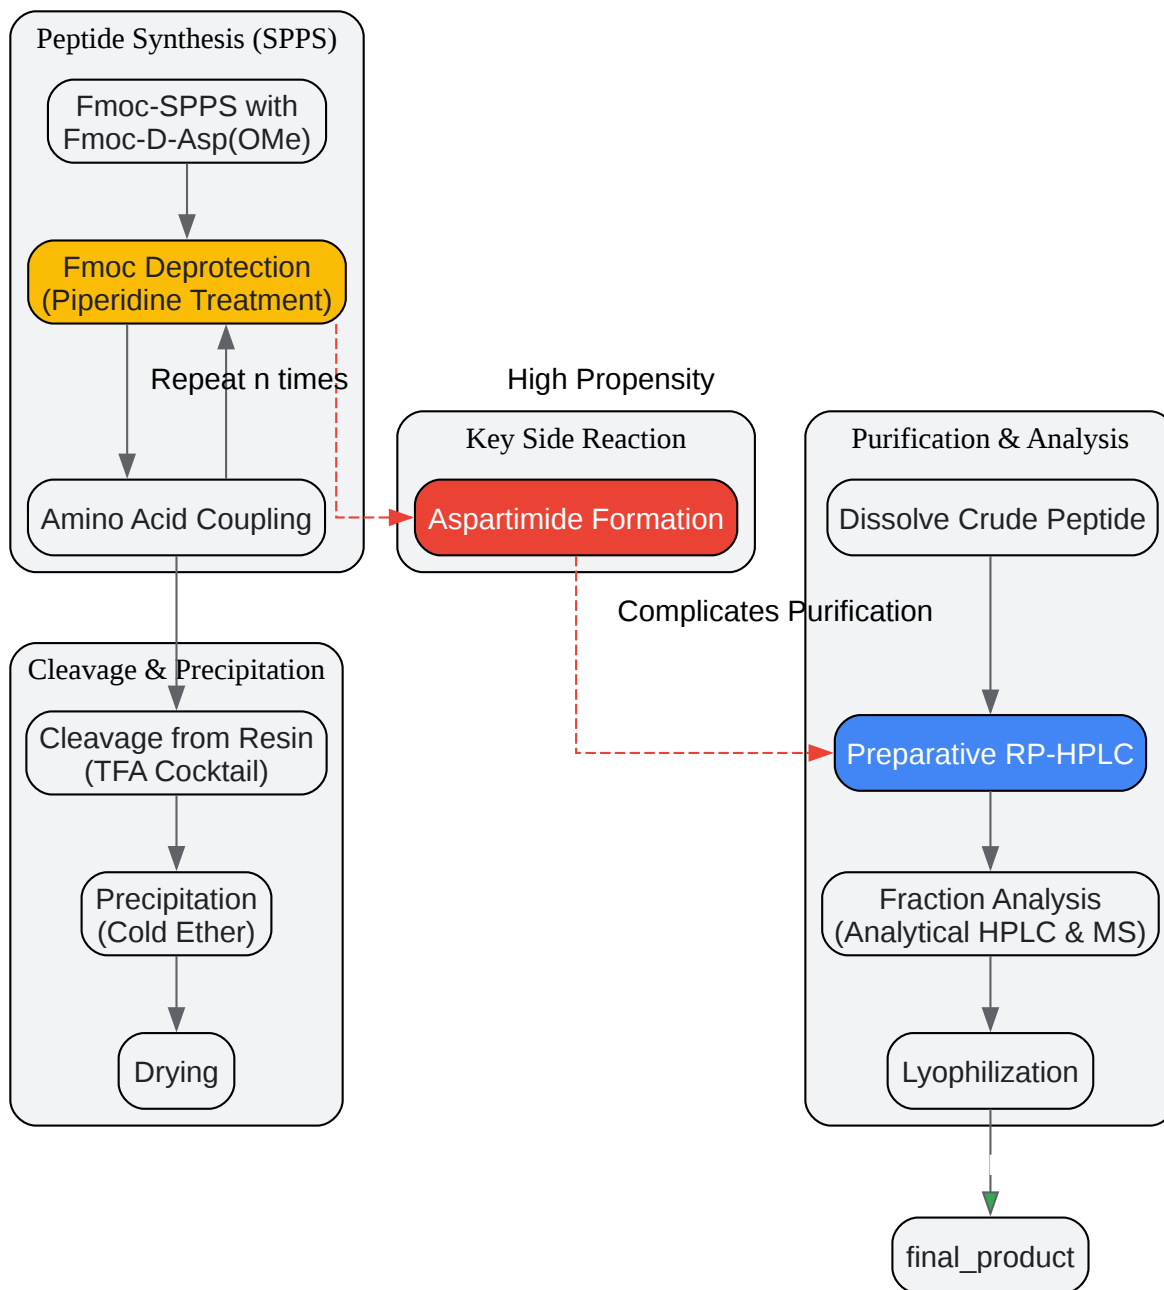 Peptide Synthesis (SPPS)
Fmoc-SPPS with
Fmoc-D-Asp(OMe)
Fmoc Deprotection
(Piperidine Treatment)
Repeat n times
Amino Acid Coupling
High Propensity
Key Side Reaction
Aspartimide Formation
Complicates Purification
Cleavage & Precipitation
Cleavage from Resin
(TFA Cocktail)
Precipitation
(Cold Ether)
Drying
Purification & Analysis
Dissolve Crude Peptide
Preparative RP-HPLC
Fraction Analysis
(Analytical HPLC & MS)
Lyophilization
final_product